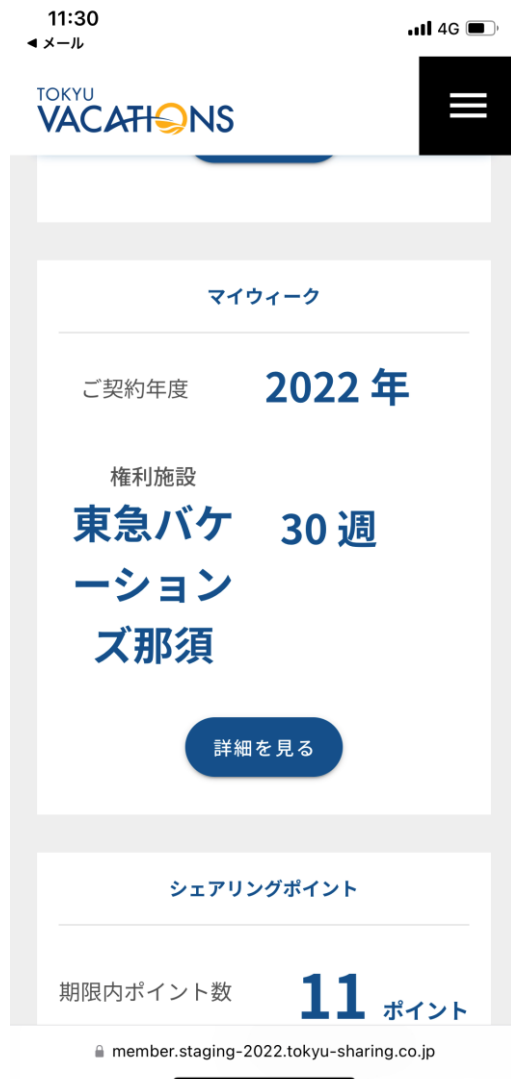 11:30
4G
◀ メール
TOKYU
VACATIONS
マイウィーク
ご契約年度
2022 年
権利施設
東急バケ
ーション
ズ那須
30 週
詳細を見る
シェアリングポイント
期限内ポイント数
11 ポイント
member.staging-2022.tokyu-sharing.co.jp